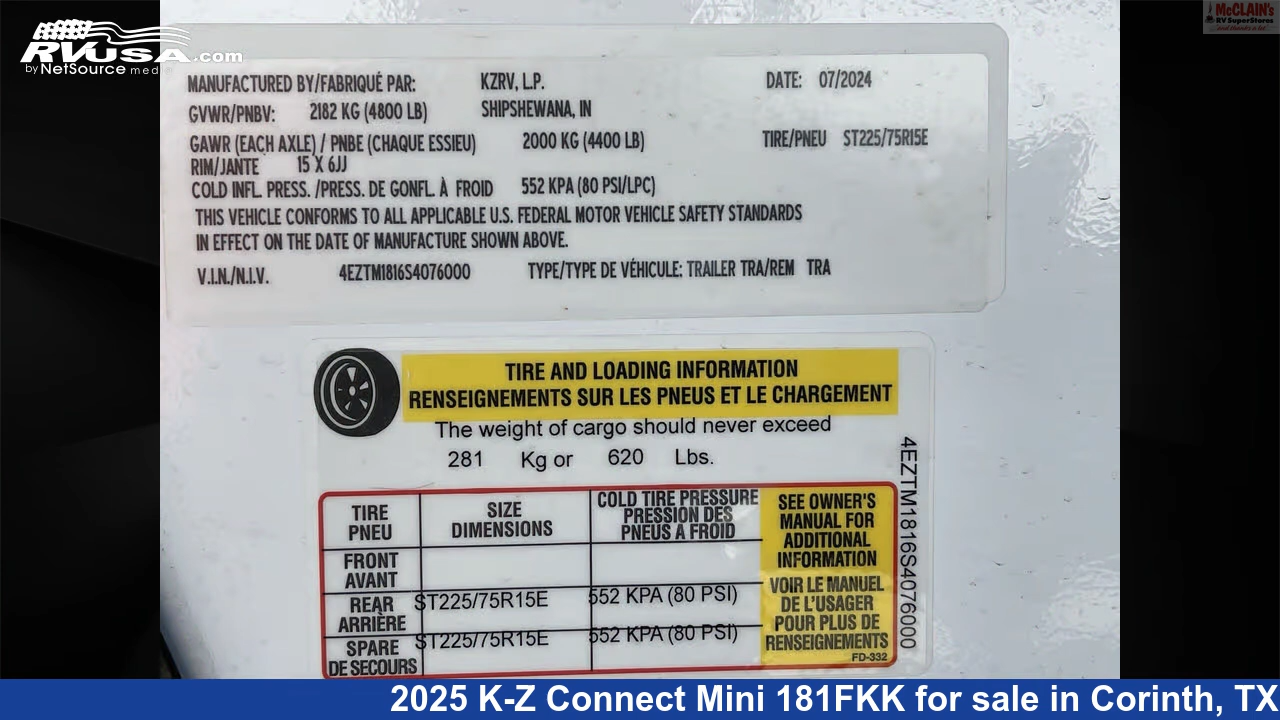 RVUSA.com
by NetSource media
McCLAIN's
RV SuperStores
MANUFACTURED BY/FABRIQUÉ PAR: KZRV, L.P. DATE: 07/2024
GVWR/PNBV: 2182 KG (4800 LB) SHIPSHEWANA, IN
GAWR (EACH AXLE) / PNBE (CHAQUE ESSIEU) 2000 KG (4400 LB) TIRE/PNEU ST225/75R15E
RIM/JANTE 15 X 6JJ
COLD INFL. PRESS. /PRESS. DE GONFL. À FROID 552 KPA (80 PSI/LPC)
THIS VEHICLE CONFORMS TO ALL APPLICABLE U.S. FEDERAL MOTOR VEHICLE SAFETY STANDARDS
IN EFFECT ON THE DATE OF MANUFACTURE SHOWN ABOVE.
V.I.N./N.I.V. 4EZTM1816S4076000 TYPE/TYPE DE VÉHICULE: TRAILER TRA/REM TRA
TIRE AND LOADING INFORMATION
RENSEIGNEMENTS SUR LES PNEUS ET LE CHARGEMENT
The weight of cargo should never exceed
281 Kg or 620 Lbs.
TIRE
PNEU
SIZE
DIMENSIONS
COLD TIRE PRESSURE
PRESSION DES
PNEUS A FROID
FRONT
AVANT
REAR
ARRIÈRE
ST225/75R15E 552 KPA (80 PSI)
SPARE
DE SECOURS
ST225/75R15E 552 KPA (80 PSI)
SEE OWNER'S
MANUAL FOR
ADDITIONAL
INFORMATION
VOIR LE MANUEL
DE L'USAGER
POUR PLUS DE
RENSEIGNEMENTS
FD-332
4EZTM1816S4076000
2025 K-Z Connect Mini 181FKK for sale in Corinth, TX